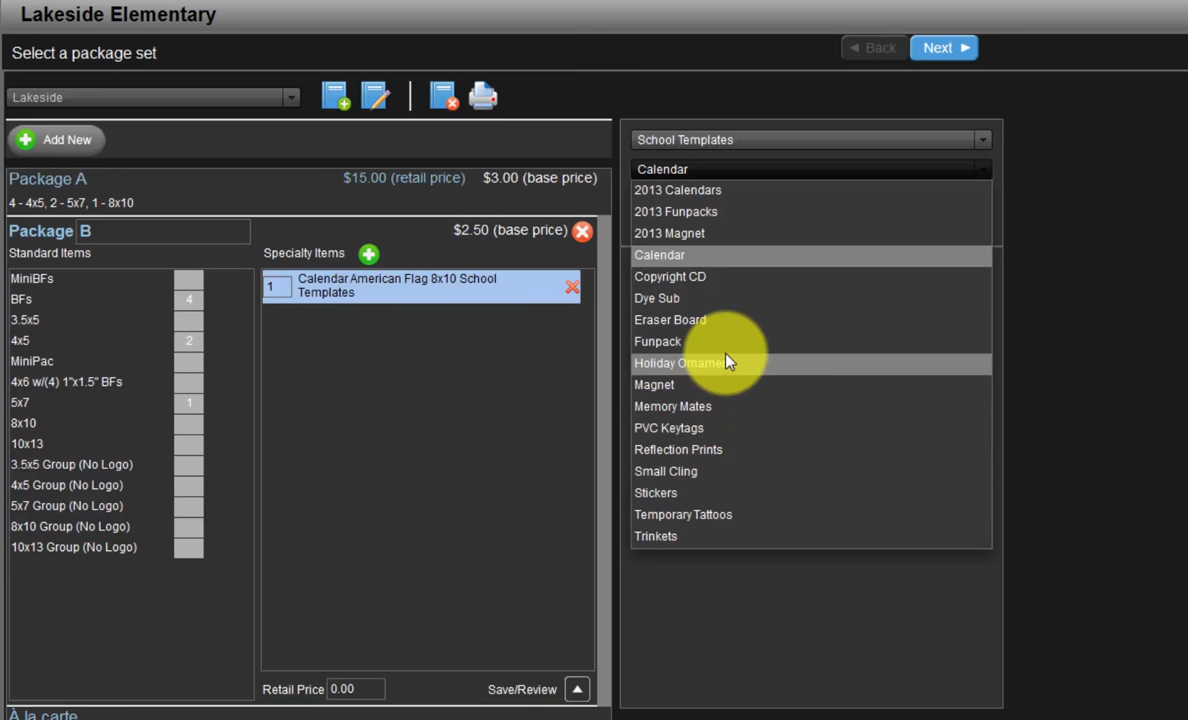 Lakeside Elementary
Select a package set
Back
Next
Lakeside
Add New
Package A
$15.00 (retail price)
$3.00 (base price)
4 - 4x5, 2 - 5x7, 1 - 8x10
Package B
$2.50 (base price)
Standard Items
MiniBFs
BFs 4
3.5x5
4x5 2
MiniPac
4x6 w/(4) 1"x1.5" BFs
5x7 1
8x10
10x13
3.5x5 Group (No Logo)
4x5 Group (No Logo)
5x7 Group (No Logo)
8x10 Group (No Logo)
10x13 Group (No Logo)
Specialty Items
1
Calendar American Flag 8x10 School
Templates
Retail Price 0.00
Save/Review
À la carte
School Templates
Calendar
2013 Calendars
2013 Funpacks
2013 Magnet
Calendar
Copyright CD
Dye Sub
Eraser Board
Funpack
Holiday
Magnet
Memory Mates
PVC Keytags
Reflection Prints
Small Cling
Stickers
Temporary Tattoos
Trinkets